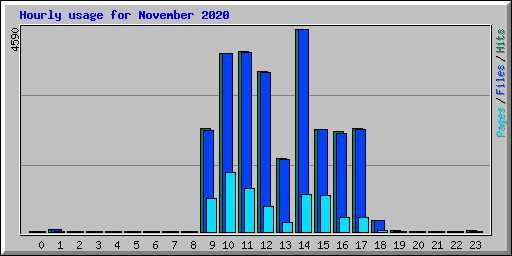 Hourly usage for November 2020
4590
Pages/Files/Hits
0 1 2 3 4 5 6 7 8 9 10 11 12 13 14 15 16 17 18 19 20 21 22 23